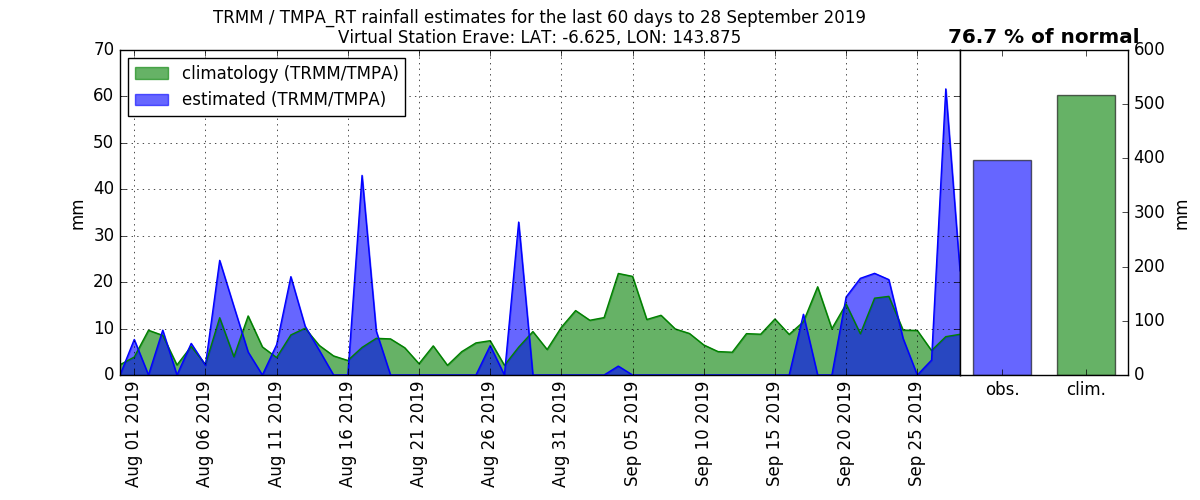 TRMM / TMPA_RT rainfall estimates for the last 60 days to 28 September 2019
Virtual Station Erave: LAT: -6.625, LON: 143.875
76.7 % of normal
climatology (TRMM/TMPA)
estimated (TRMM/TMPA)
mm
70
60
50
40
30
20
10
0
Aug 01 2019
Aug 06 2019
Aug 11 2019
Aug 16 2019
Aug 21 2019
Aug 26 2019
Aug 31 2019
Sep 05 2019
Sep 10 2019
Sep 15 2019
Sep 20 2019
Sep 25 2019
obs.
clim.
600
500
400
300
200
100
0
mm